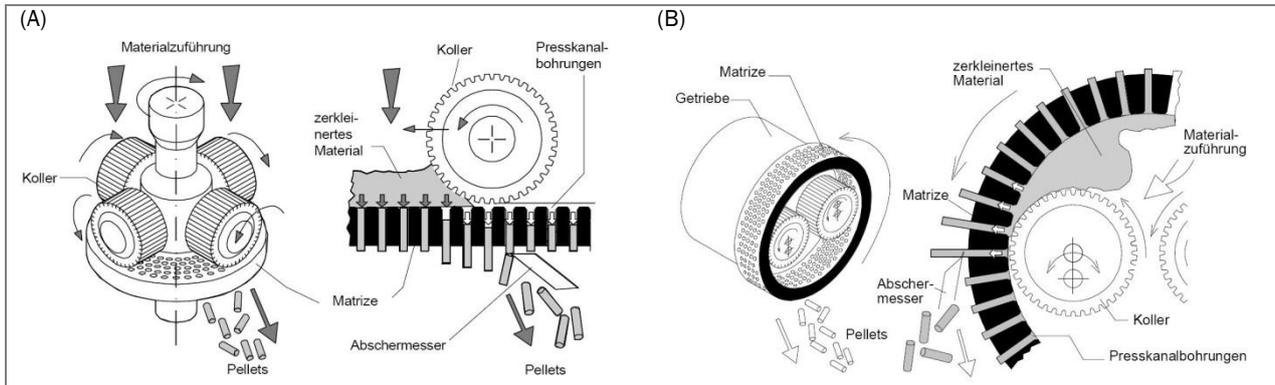 (A)
Materialzuführung
Koller
Pellets
Koller
Presskanal-
bohrungen
zerklei-
nertes
Material
Matrize
Abschermesser
Pellets
(B)
Matrize
Getriebe
Pellets
zerkleinertes
Material
Material-
zuführung
Matrize
Abscher-
messer
Koller
Presskanalbohrungen